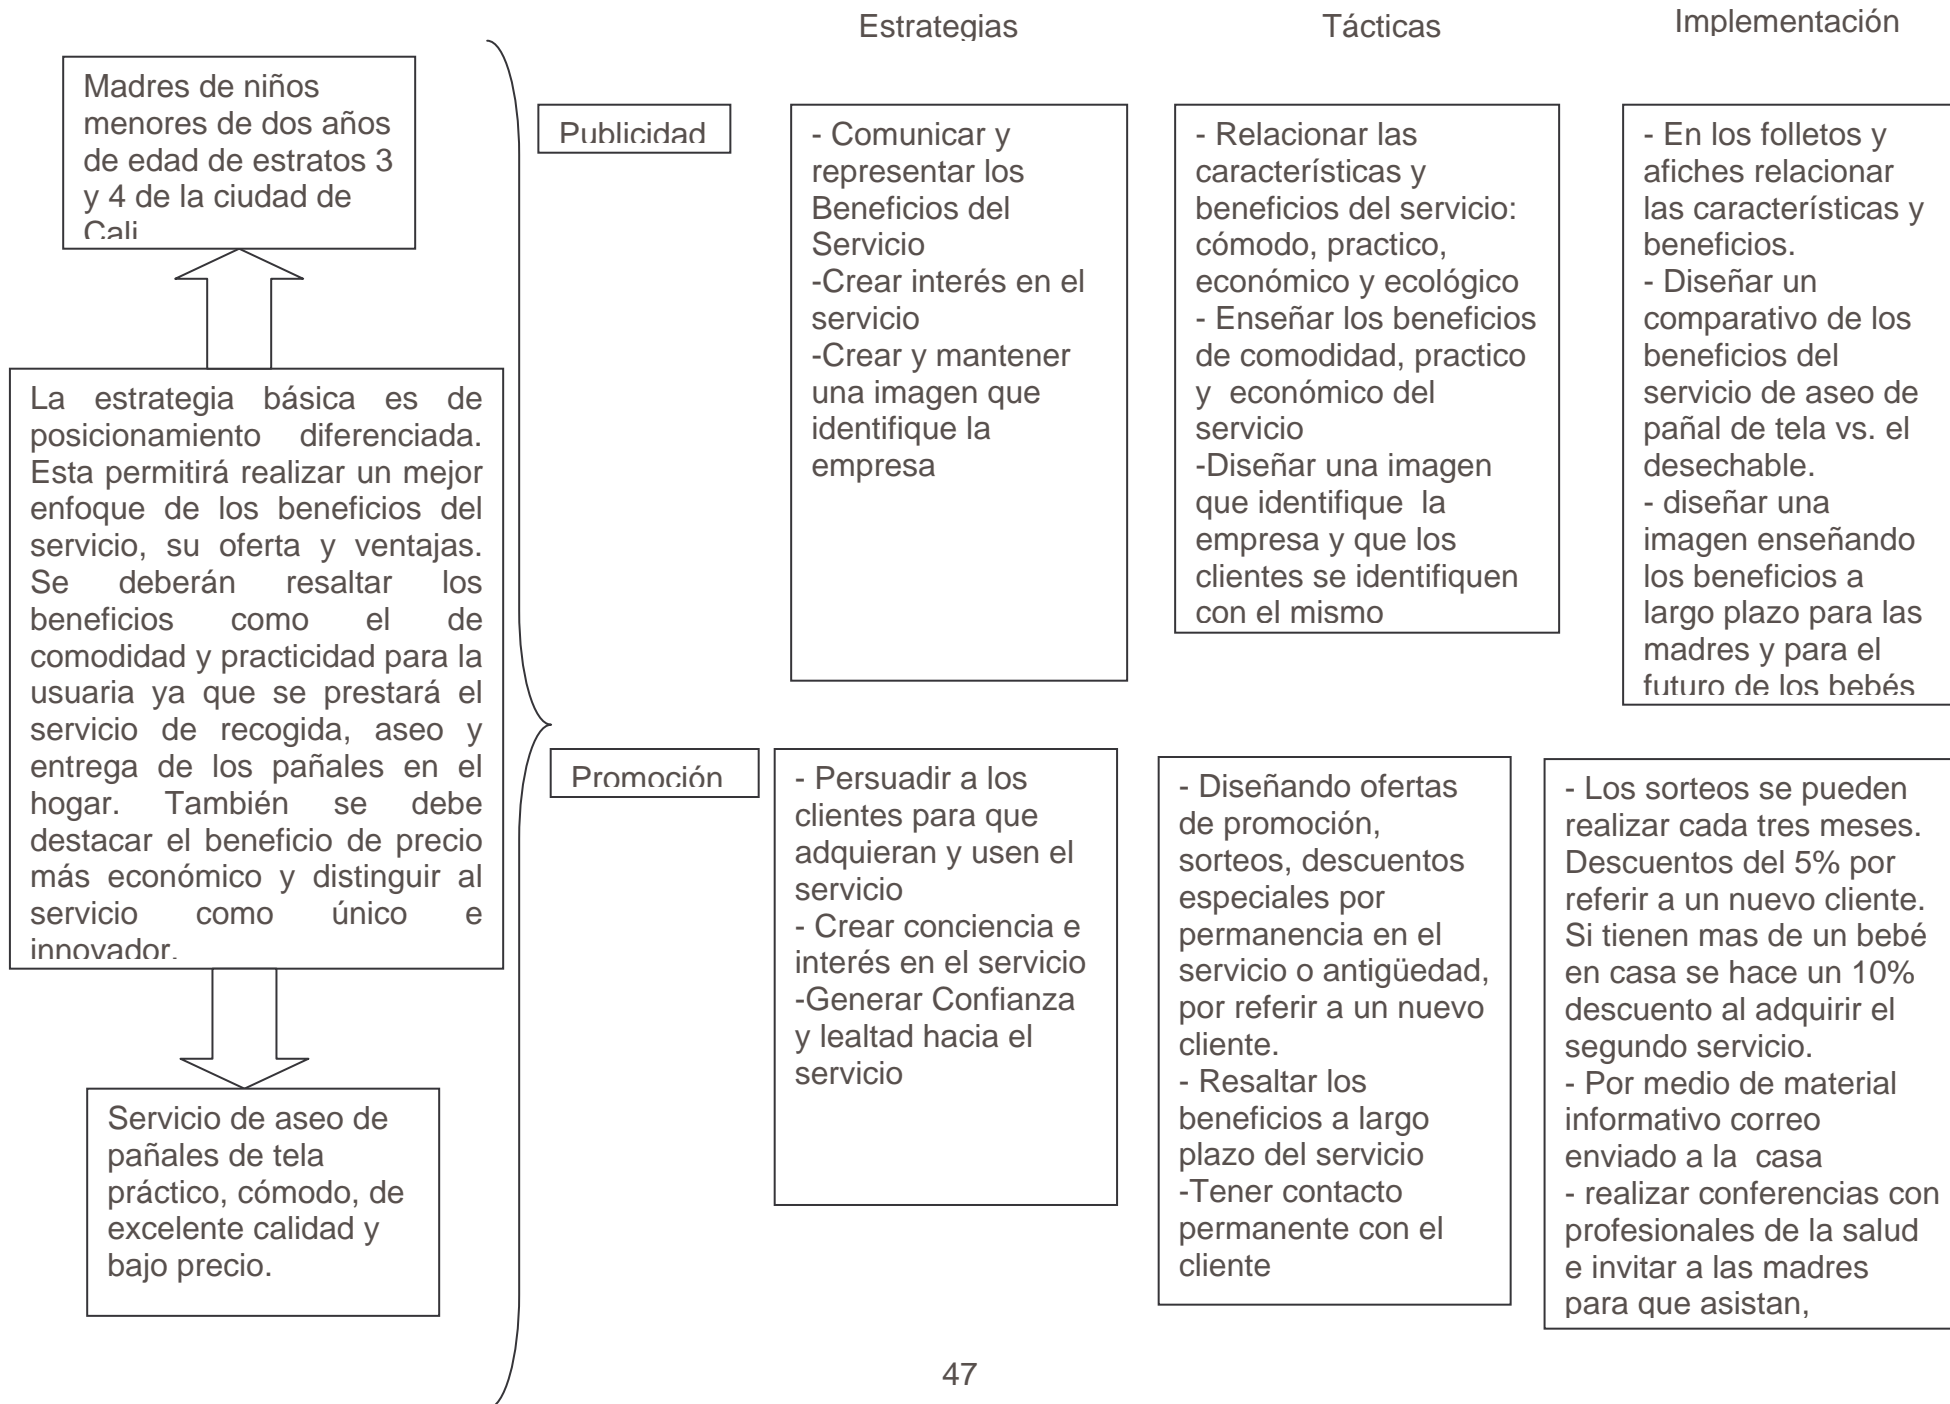 Estrategias
Tácticas
Implementación
Madres de niños
menores de dos años
de edad de estratos 3
y 4 de la ciudad de
Cali
La estrategia básica es de
posicionamiento diferenciada.
Esta permitirá realizar un mejor
enfoque de los beneficios del
servicio, su oferta y ventajas.
Se deberán resaltar los
beneficios como el de
comodidad y practicidad para la
usuaria ya que se prestará el
servicio de recogida, aseo y
entrega de los pañales en el
hogar. También se debe
destacar el beneficio de precio
más económico y distinguir al
servicio como único e
innovador.
Servicio de aseo de
pañales de tela
práctico, cómodo, de
excelente calidad y
bajo precio.
Publicidad
- Comunicar y
representar los
Beneficios del
Servicio
-Crear interés en el
servicio
-Crear y mantener
una imagen que
identifique la
empresa
- Relacionar las
características y
beneficios del servicio:
cómodo, practico,
económico y ecológico
- Enseñar los beneficios
de comodidad, practico
y económico del
servicio
-Diseñar una imagen
que identifique la
empresa y que los
clientes se identifiquen
con el mismo
- En los folletos y
afiches relacionar
las características y
beneficios.
- Diseñar un
comparativo de los
beneficios del
servicio de aseo de
pañal de tela vs. el
desechable.
- diseñar una
imagen enseñando
los beneficios a
largo plazo para las
madres y para el
futuro de los bebés
Promoción
- Persuadir a los
clientes para que
adquieran y usen el
servicio
- Crear conciencia e
interés en el servicio
-Generar Confianza
y lealtad hacia el
servicio
- Diseñando ofertas
de promoción,
sorteos, descuentos
especiales por
permanencia en el
servicio o antigüedad,
por referir a un nuevo
cliente.
- Resaltar los
beneficios a largo
plazo del servicio
-Tener contacto
permanente con el
cliente
- Los sorteos se pueden
realizar cada tres meses.
Descuentos del 5% por
referir a un nuevo cliente.
Si tienen mas de un bebé
en casa se hace un 10%
descuento al adquirir el
segundo servicio.
- Por medio de material
informativo correo
enviado a la casa
- realizar conferencias con
profesionales de la salud
e invitar a las madres
para que asistan,
47